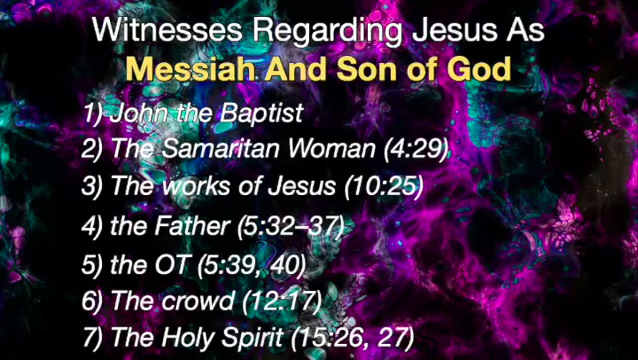 Witnesses Regarding Jesus As
Messiah And Son of God
1) John the Baptist
2) The Samaritan Woman (4:29)
3) The works of Jesus (10:25)
4) the Father (5:32–37)
5) the OT (5:39, 40)
6) The crowd (12:17)
7) The Holy Spirit (15:26, 27)